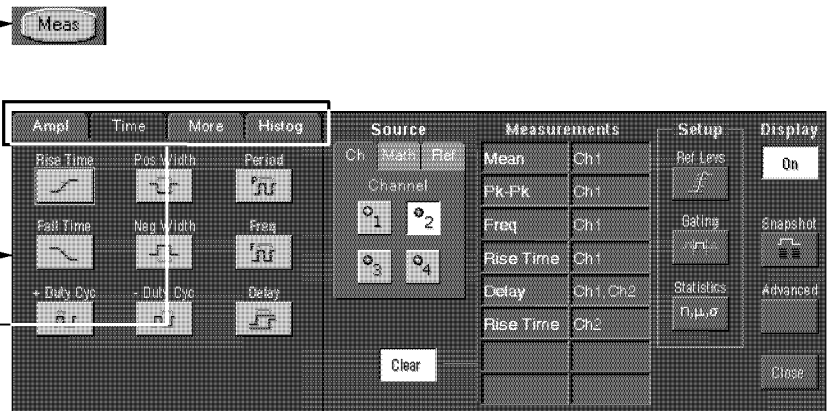 Meas
Ampl Time More Histog
Rise Time Pos Width Period
Fall Time Neg Width Freq
+ Duty Cyc - Duty Cyc Delay
Source
Ch Math Ref
Channel
1 2
3 4
Clear
Measurements
Mean Ch1
Pk-Pk Ch1
Freq Ch1
Rise Time Ch1
Delay Ch1, Ch2
Rise Time Ch2
Setup
Ref Levs
Gating
Statistics
n,μ,σ
Display
On
Snapshot
Advanced
Close